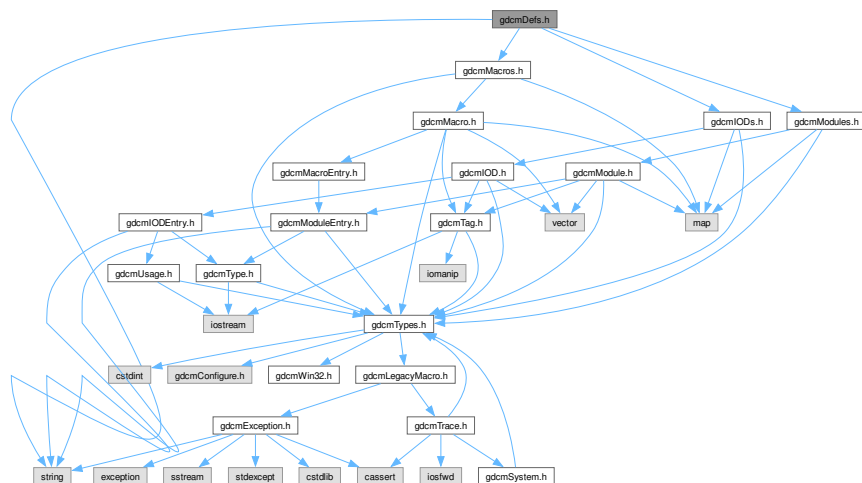 gdcmDefs.h
gdcmMacros.h
gdcmMacro.h
gdcmIODs.h
gdcmModules.h
gdcmMacroEntry.h
gdcmIOD.h
gdcmModule.h
gdcmIODEntry.h
gdcmModuleEntry.h
gdcmTag.h
vector
map
gdcmUsage.h
gdcmType.h
iomanip
iostream
gdcmTypes.h
cstdint
gdcmConfigure.h
gdcmWin32.h
gdcmLegacyMacro.h
gdcmException.h
gdcmTrace.h
string
exception
sstream
stdexcept
cstdlib
cassert
iosfwd
gdcmSystem.h